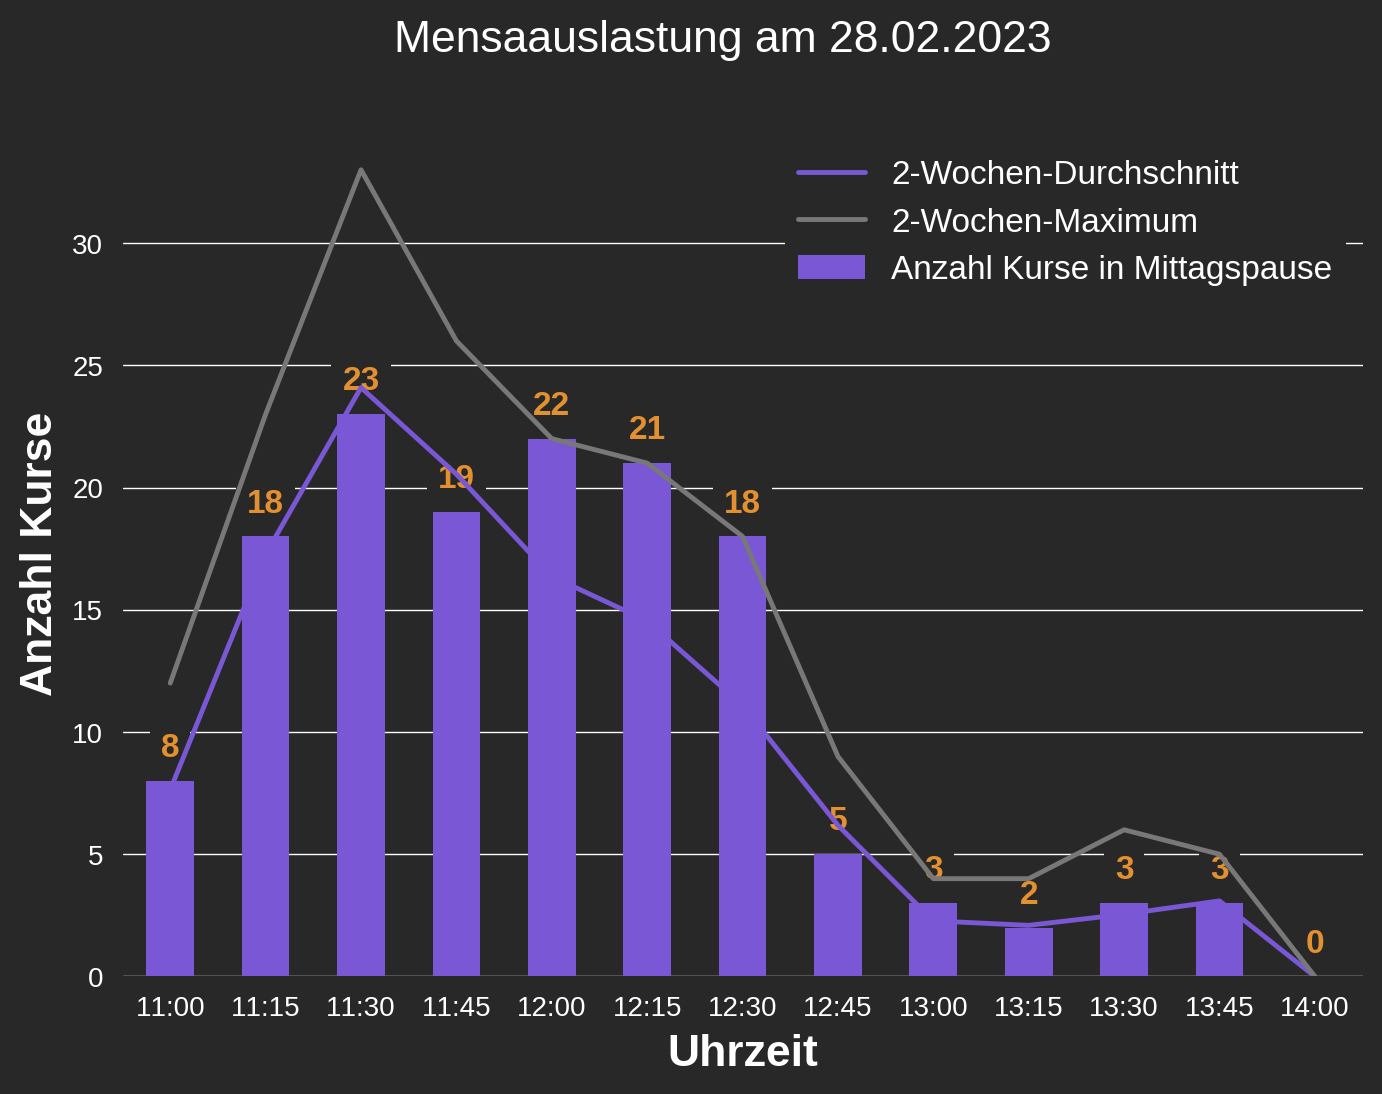 Mensaauslastung am 28.02.2023
2-Wochen-Durchschnitt
2-Wochen-Maximum
Anzahl Kurse in Mittagspause
Anzahl Kurse
30
25
20
15
10
5
0
8
18
23
19
22
21
18
5
3
2
3
3
0
11:00 11:15 11:30 11:45 12:00 12:15 12:30 12:45 13:00 13:15 13:30 13:45 14:00
Uhrzeit